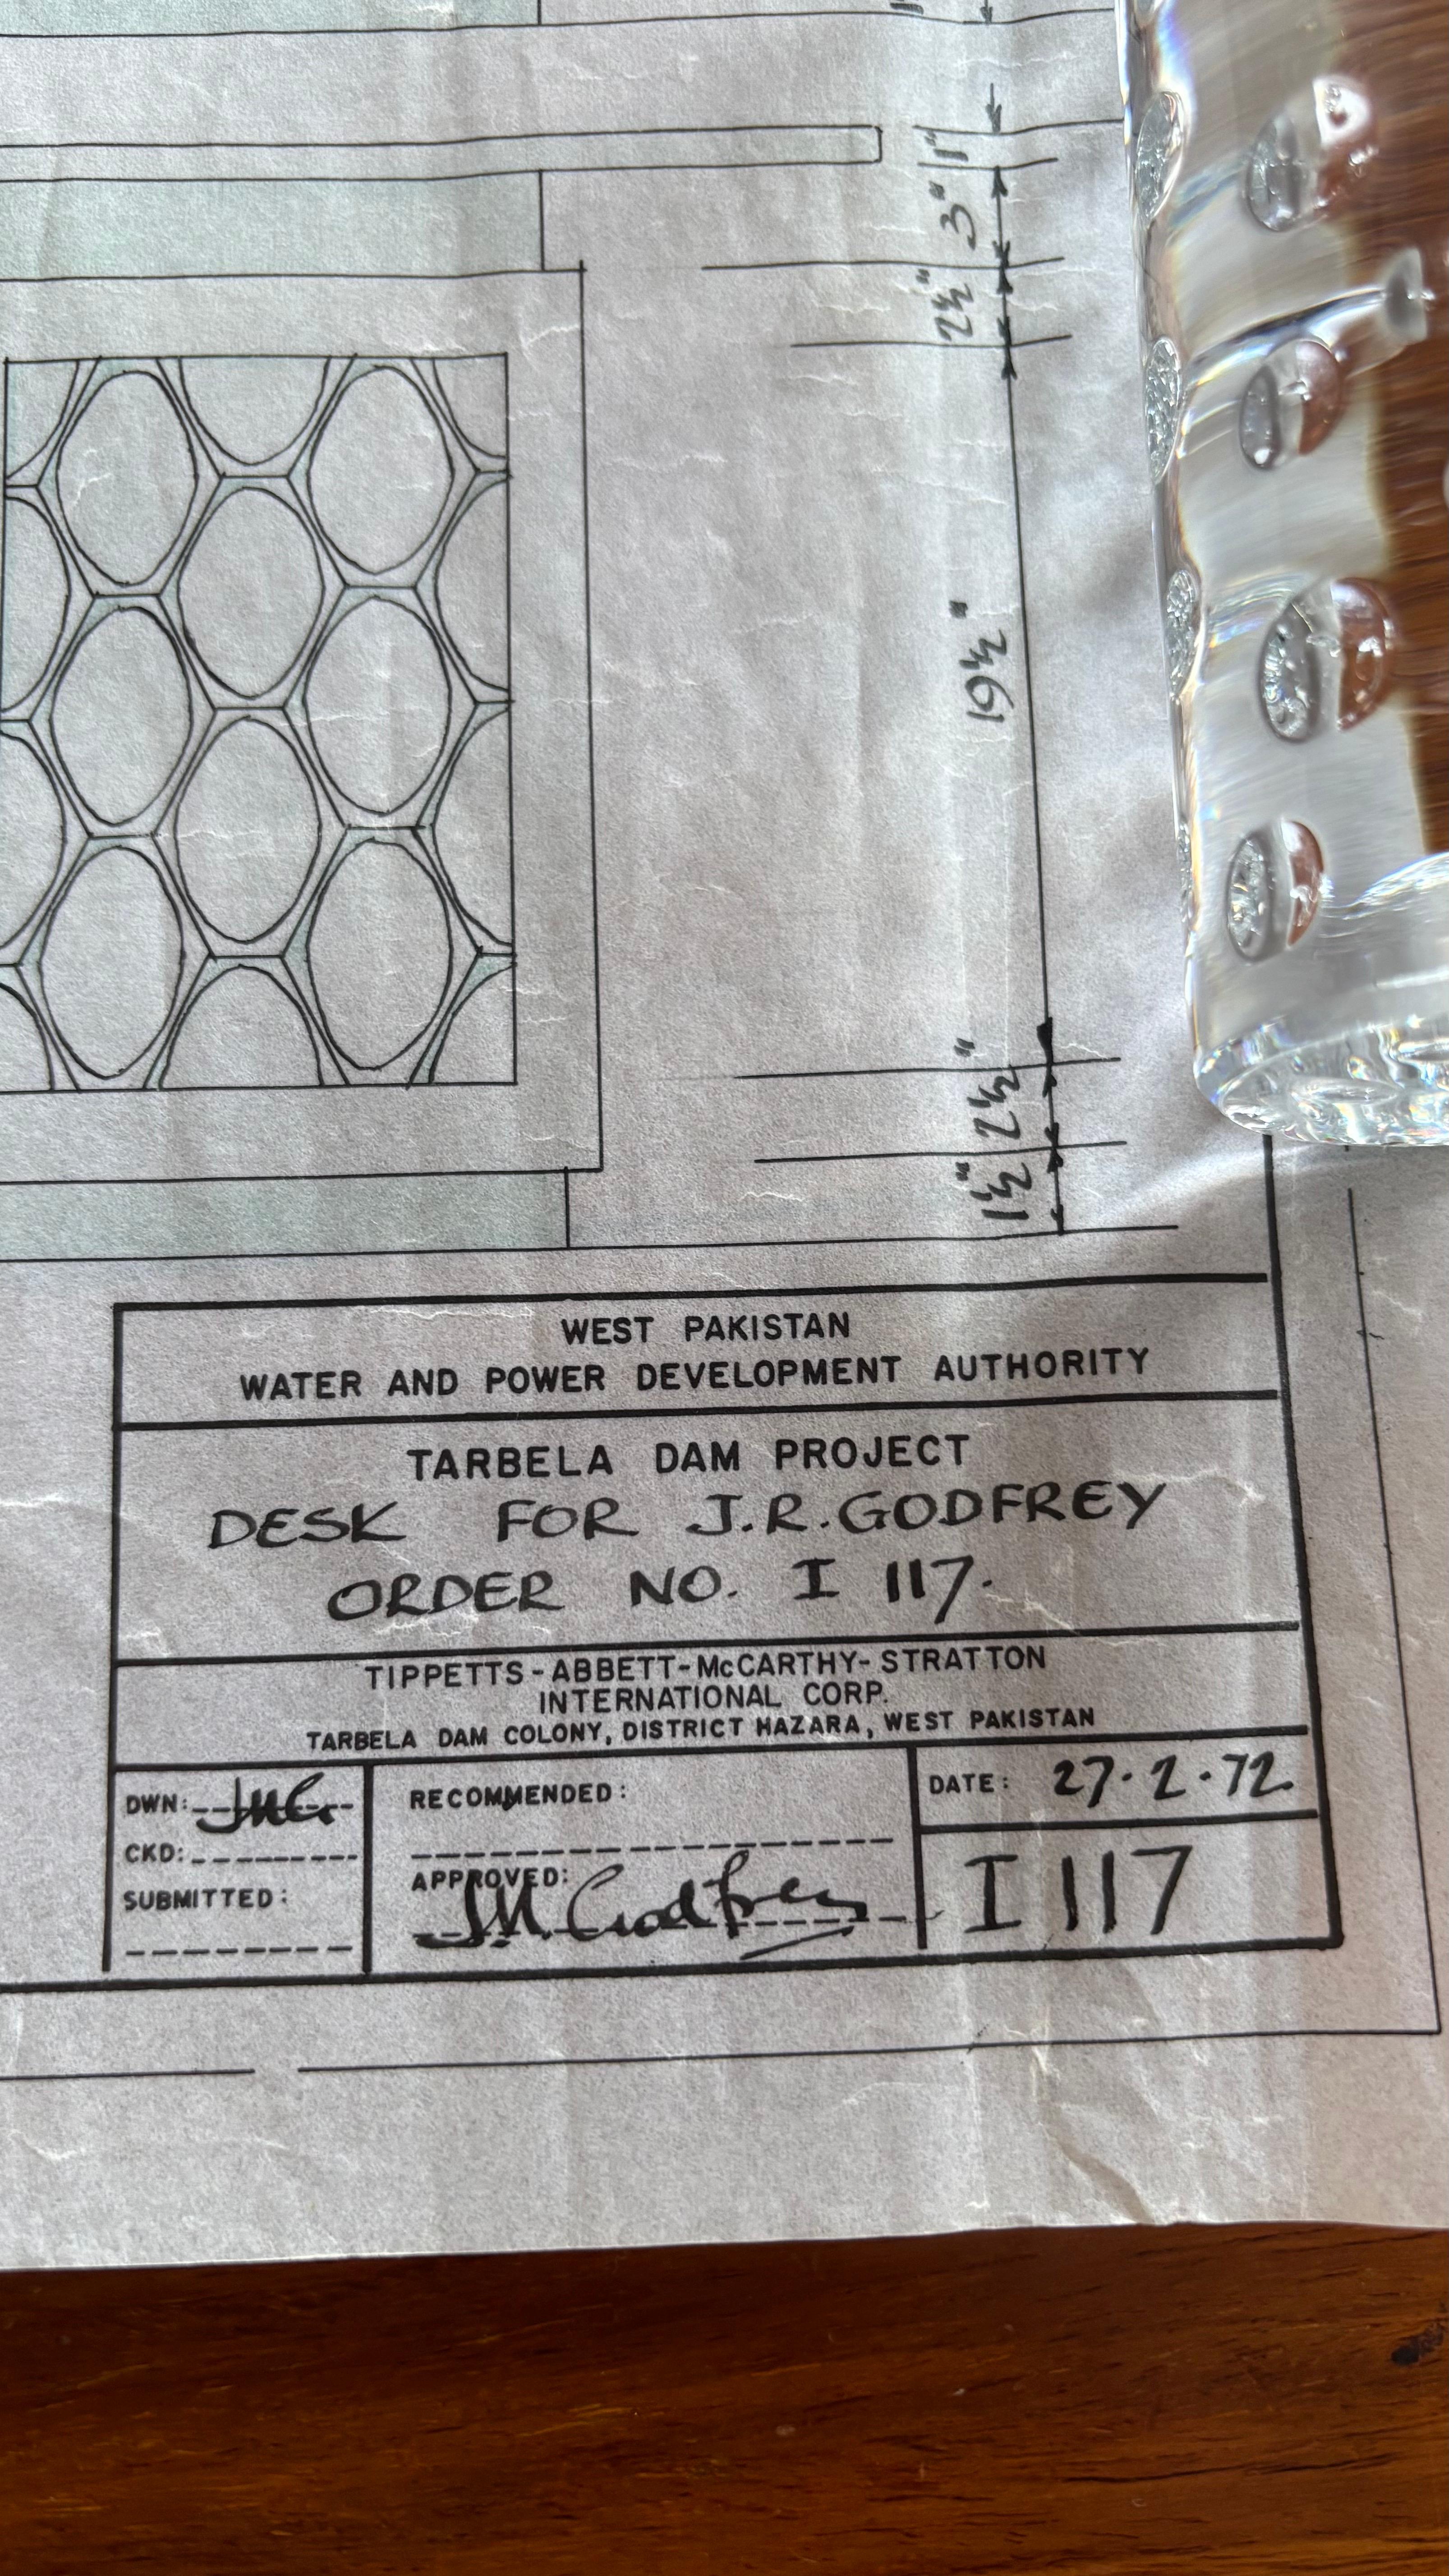 1"
3"
2½"
19½"
2½"
1½"
WEST PAKISTAN
WATER AND POWER DEVELOPMENT AUTHORITY
TARBELA DAM PROJECT
DESK FOR J.R.GODFREY
ORDER NO. I 117.
TIPPETTS-ABBETT-McCARTHY-STRATTON
INTERNATIONAL CORP.
TARBELA DAM COLONY, DISTRICT HAZARA, WEST PAKISTAN
DWN: JMG
CKD:
SUBMITTED:
RECOMMENDED:
APPROVED:
J.M. Godfrey
DATE: 27.2.72
I 117